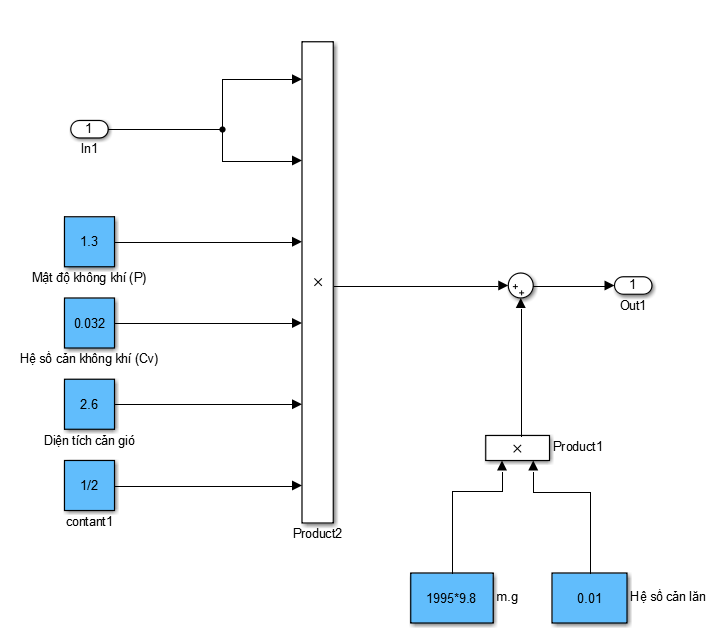 1
In1
1.3
Mật độ không khí (P)
0.032
Hệ số cản không khí (Cv)
2.6
Diện tích cản gió
1/2
contant1
×
Product2
1
Out1
×
Product1
1995*9.8
m.g
0.01
Hệ số cản lăn